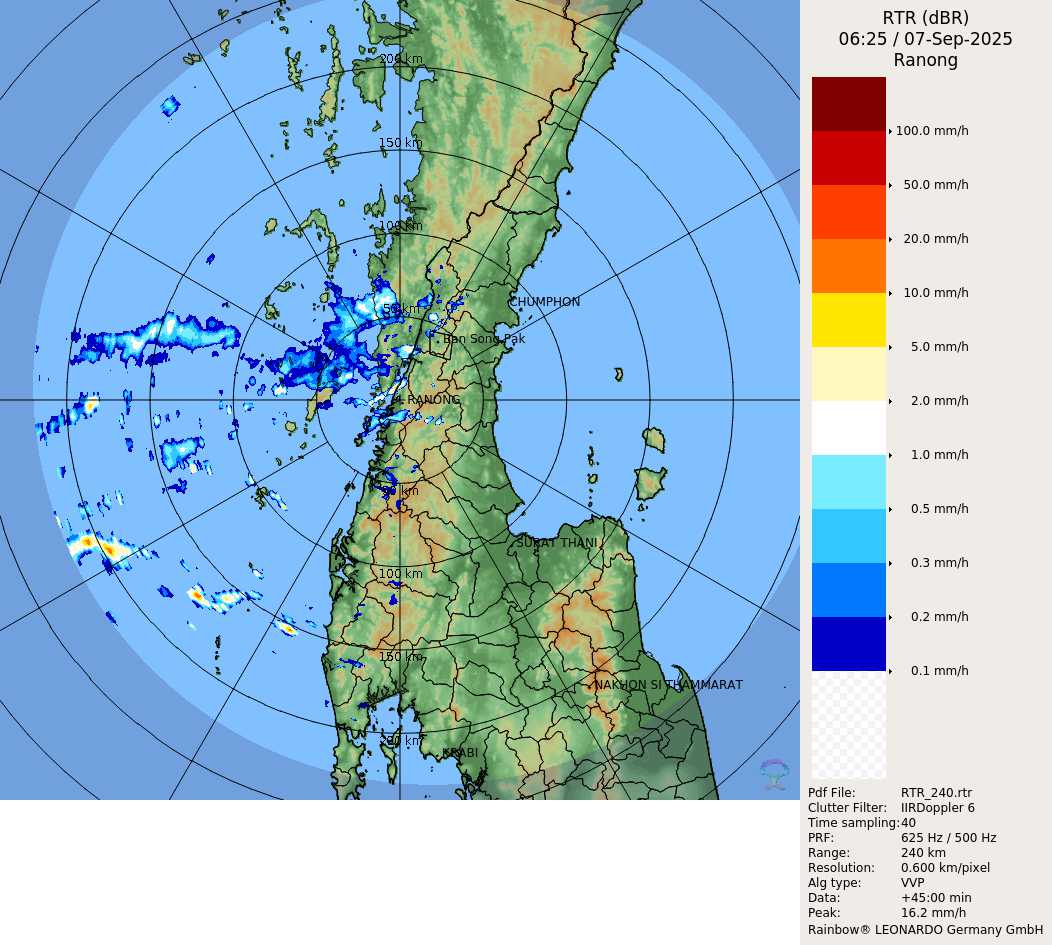 RTR (dBR)
06:25 / 07-Sep-2025
Ranong
200 km
150 km
100 km
50 km
CHUMPHON
Ban Song Pak
RANONG
50 km
SURAT THANI
100 km
150 km
NAKHON SI THAMMARAT
200 km
KRABI
100.0 mm/h
50.0 mm/h
20.0 mm/h
10.0 mm/h
5.0 mm/h
2.0 mm/h
1.0 mm/h
0.5 mm/h
0.3 mm/h
0.2 mm/h
0.1 mm/h
Pdf File: RTR_240.rtr
Clutter Filter: IIRDoppler 6
Time sampling:40
PRF: 625 Hz / 500 Hz
Range: 240 km
Resolution: 0.600 km/pixel
Alg type: VVP
Data: +45:00 min
Peak: 16.2 mm/h
Rainbow® LEONARDO Germany GmbH